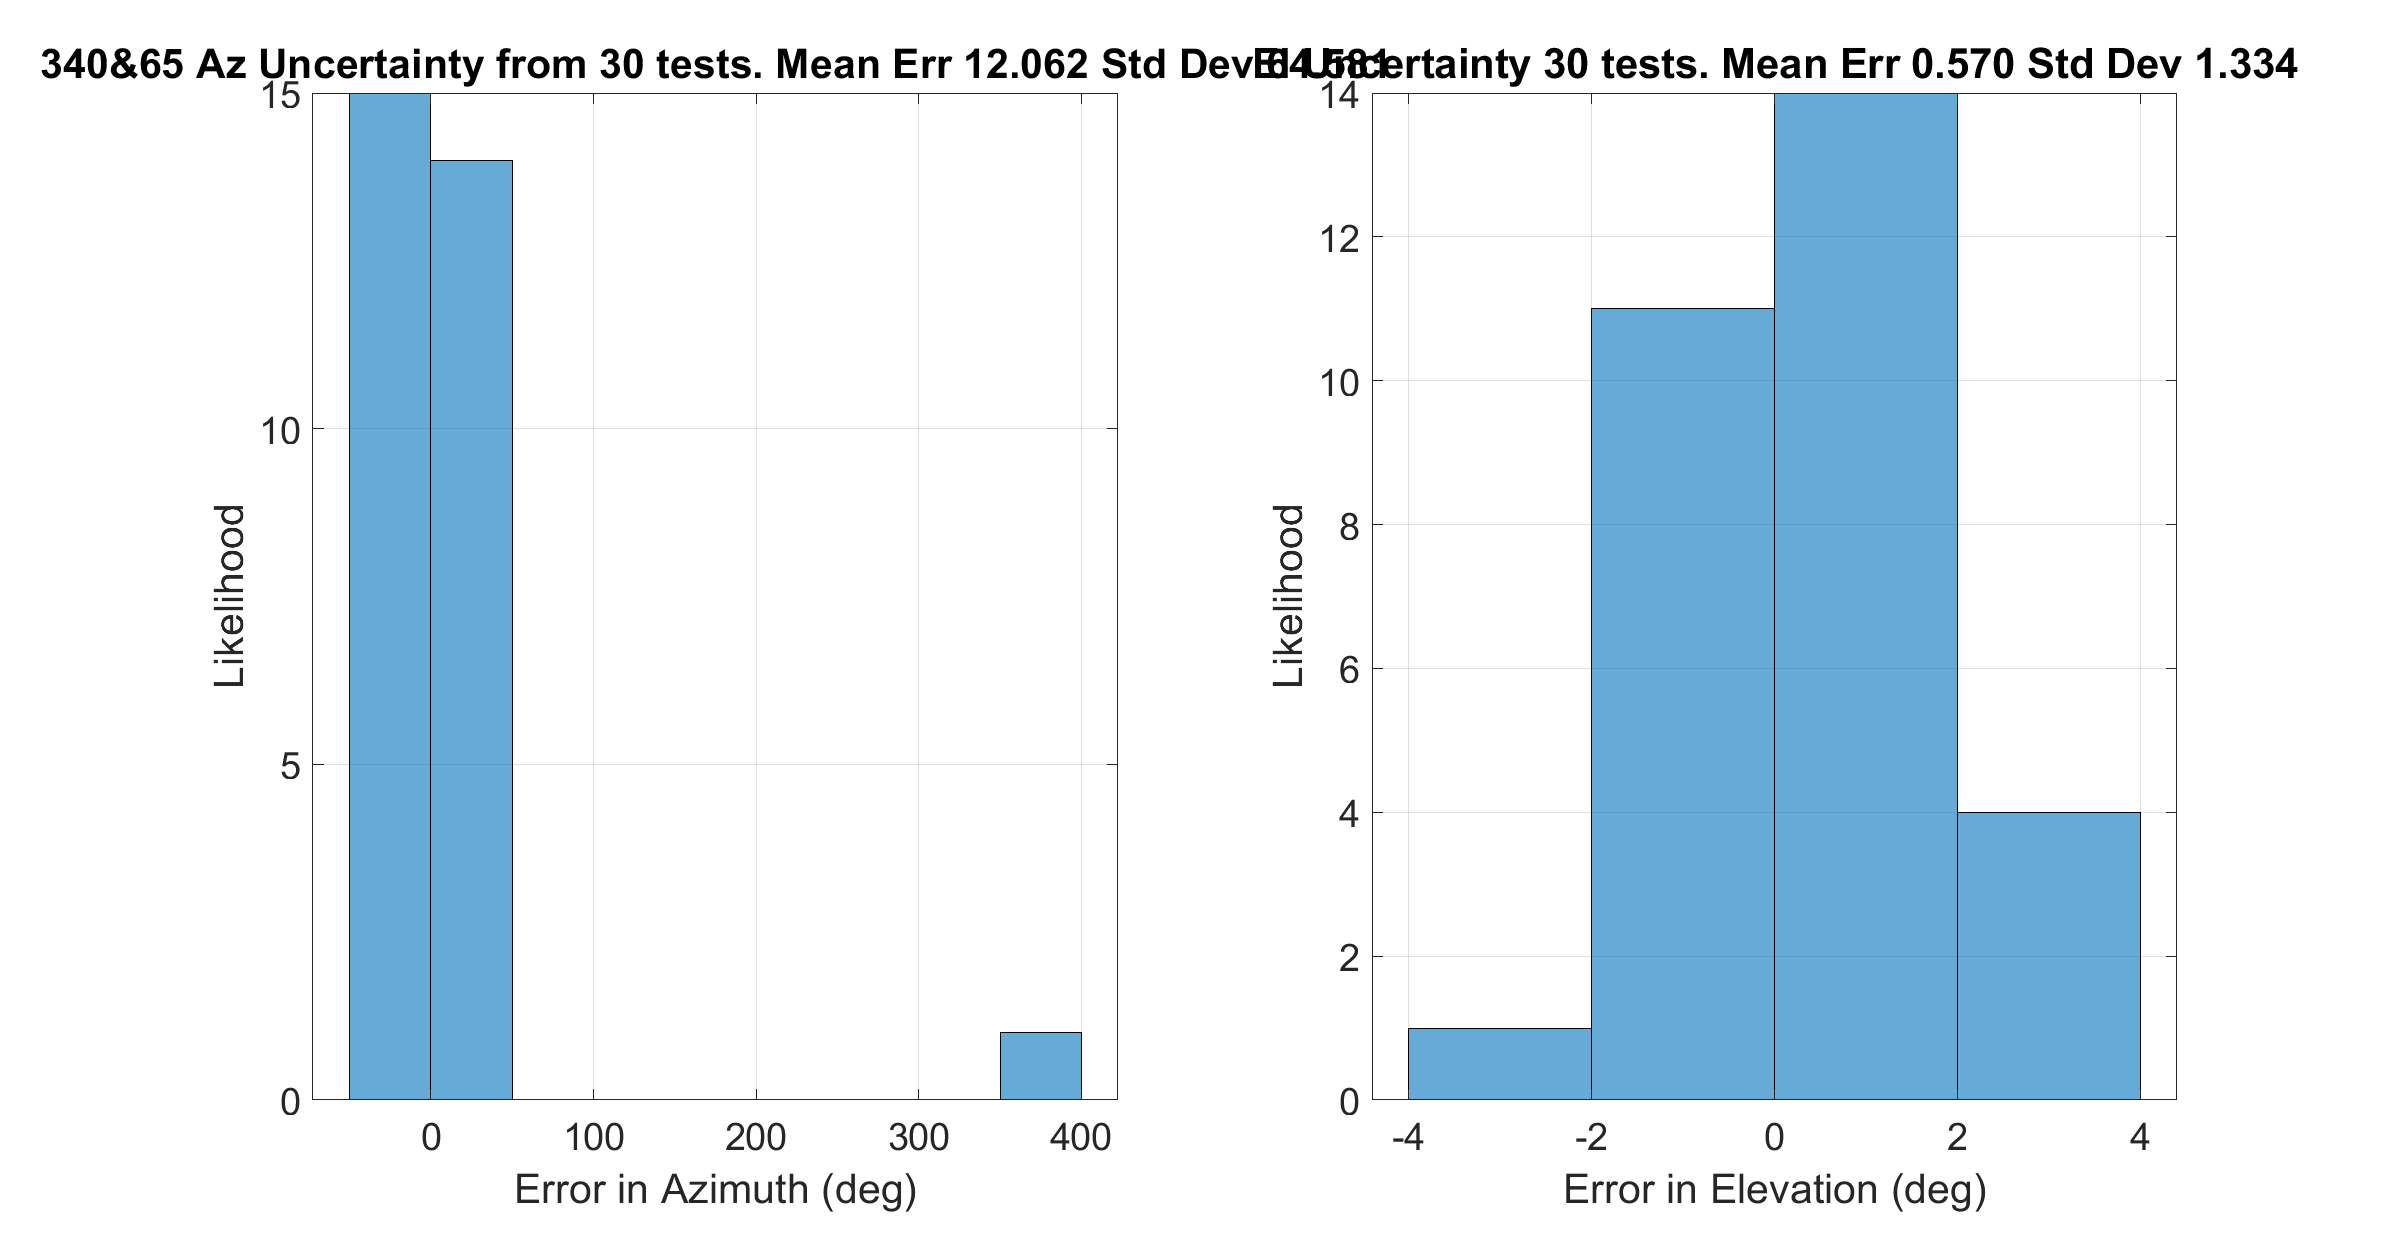 340&65 Az Uncertainty from 30 tests. Mean Err 12.062 Std Dev 64.581
El Uncertainty 30 tests. Mean Err 0.570 Std Dev 1.334
15
10
5
0
Likelihood
0 100 200 300 400
Error in Azimuth (deg)
14
12
10
8
6
4
2
0
Likelihood
-4 -2 0 2 4
Error in Elevation (deg)